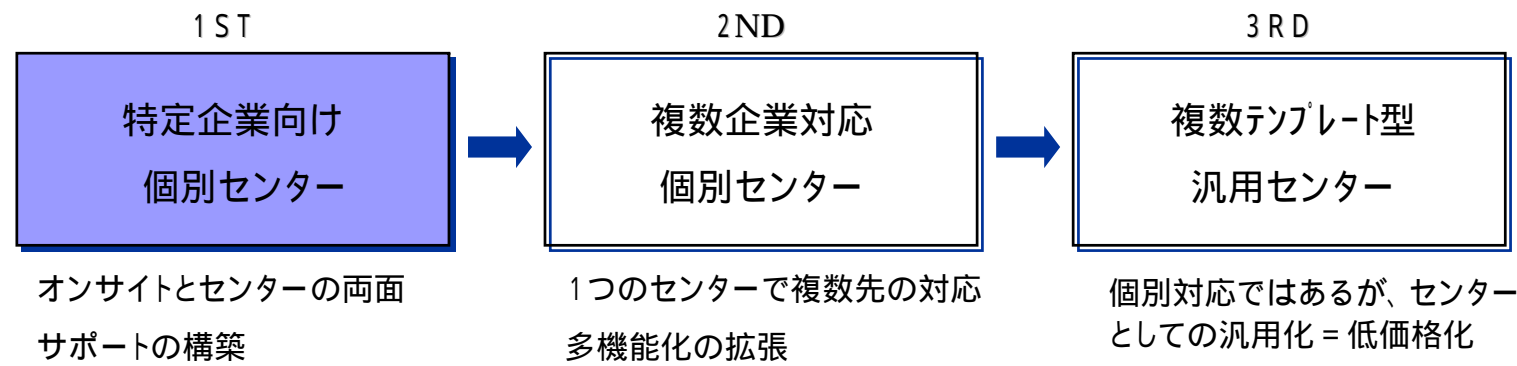 1ST
特定企業向け
個別センター
オンサイトとセンターの両面
サポートの構築
2ND
複数企業対応
個別センター
1つのセンターで複数先の対応
多機能化の拡張
3RD
複数ﾃﾝﾌﾟﾚｰﾄ型
汎用センター
個別対応ではあるが、センター
としての汎用化 = 低価格化